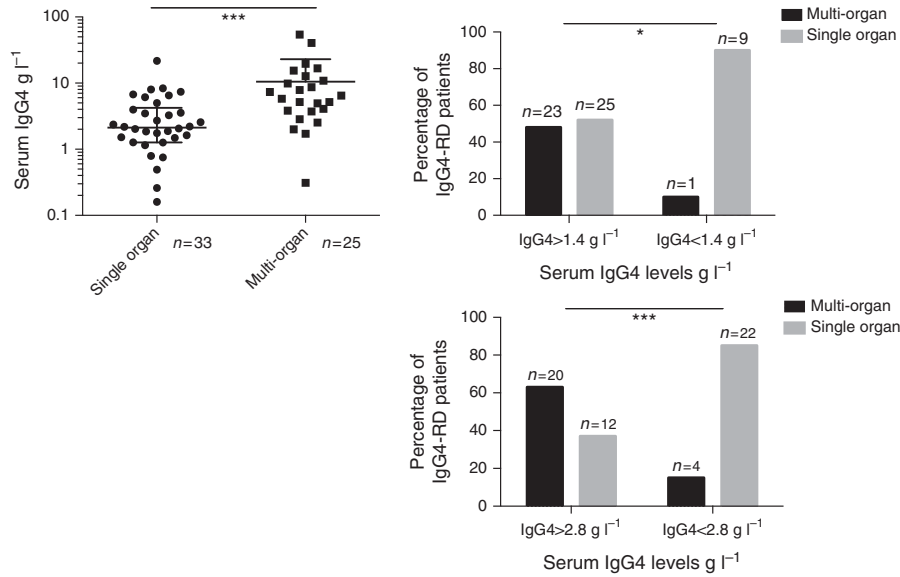 Serum IgG4 g l⁻¹
100
10
1
0.1
***
Single organ
n=33
Multi-organ
n=25
Percentage of
IgG4-RD patients
100
80
60
40
20
0
*
n=23
n=25
n=1
n=9
IgG4>1.4 g l⁻¹
IgG4<1.4 g l⁻¹
Serum IgG4 levels g l⁻¹
Multi-organ
Single organ
Percentage of
IgG4-RD patients
100
80
60
40
20
0
***
n=20
n=12
n=4
n=22
IgG4>2.8 g l⁻¹
IgG4<2.8 g l⁻¹
Serum IgG4 levels g l⁻¹
Multi-organ
Single organ